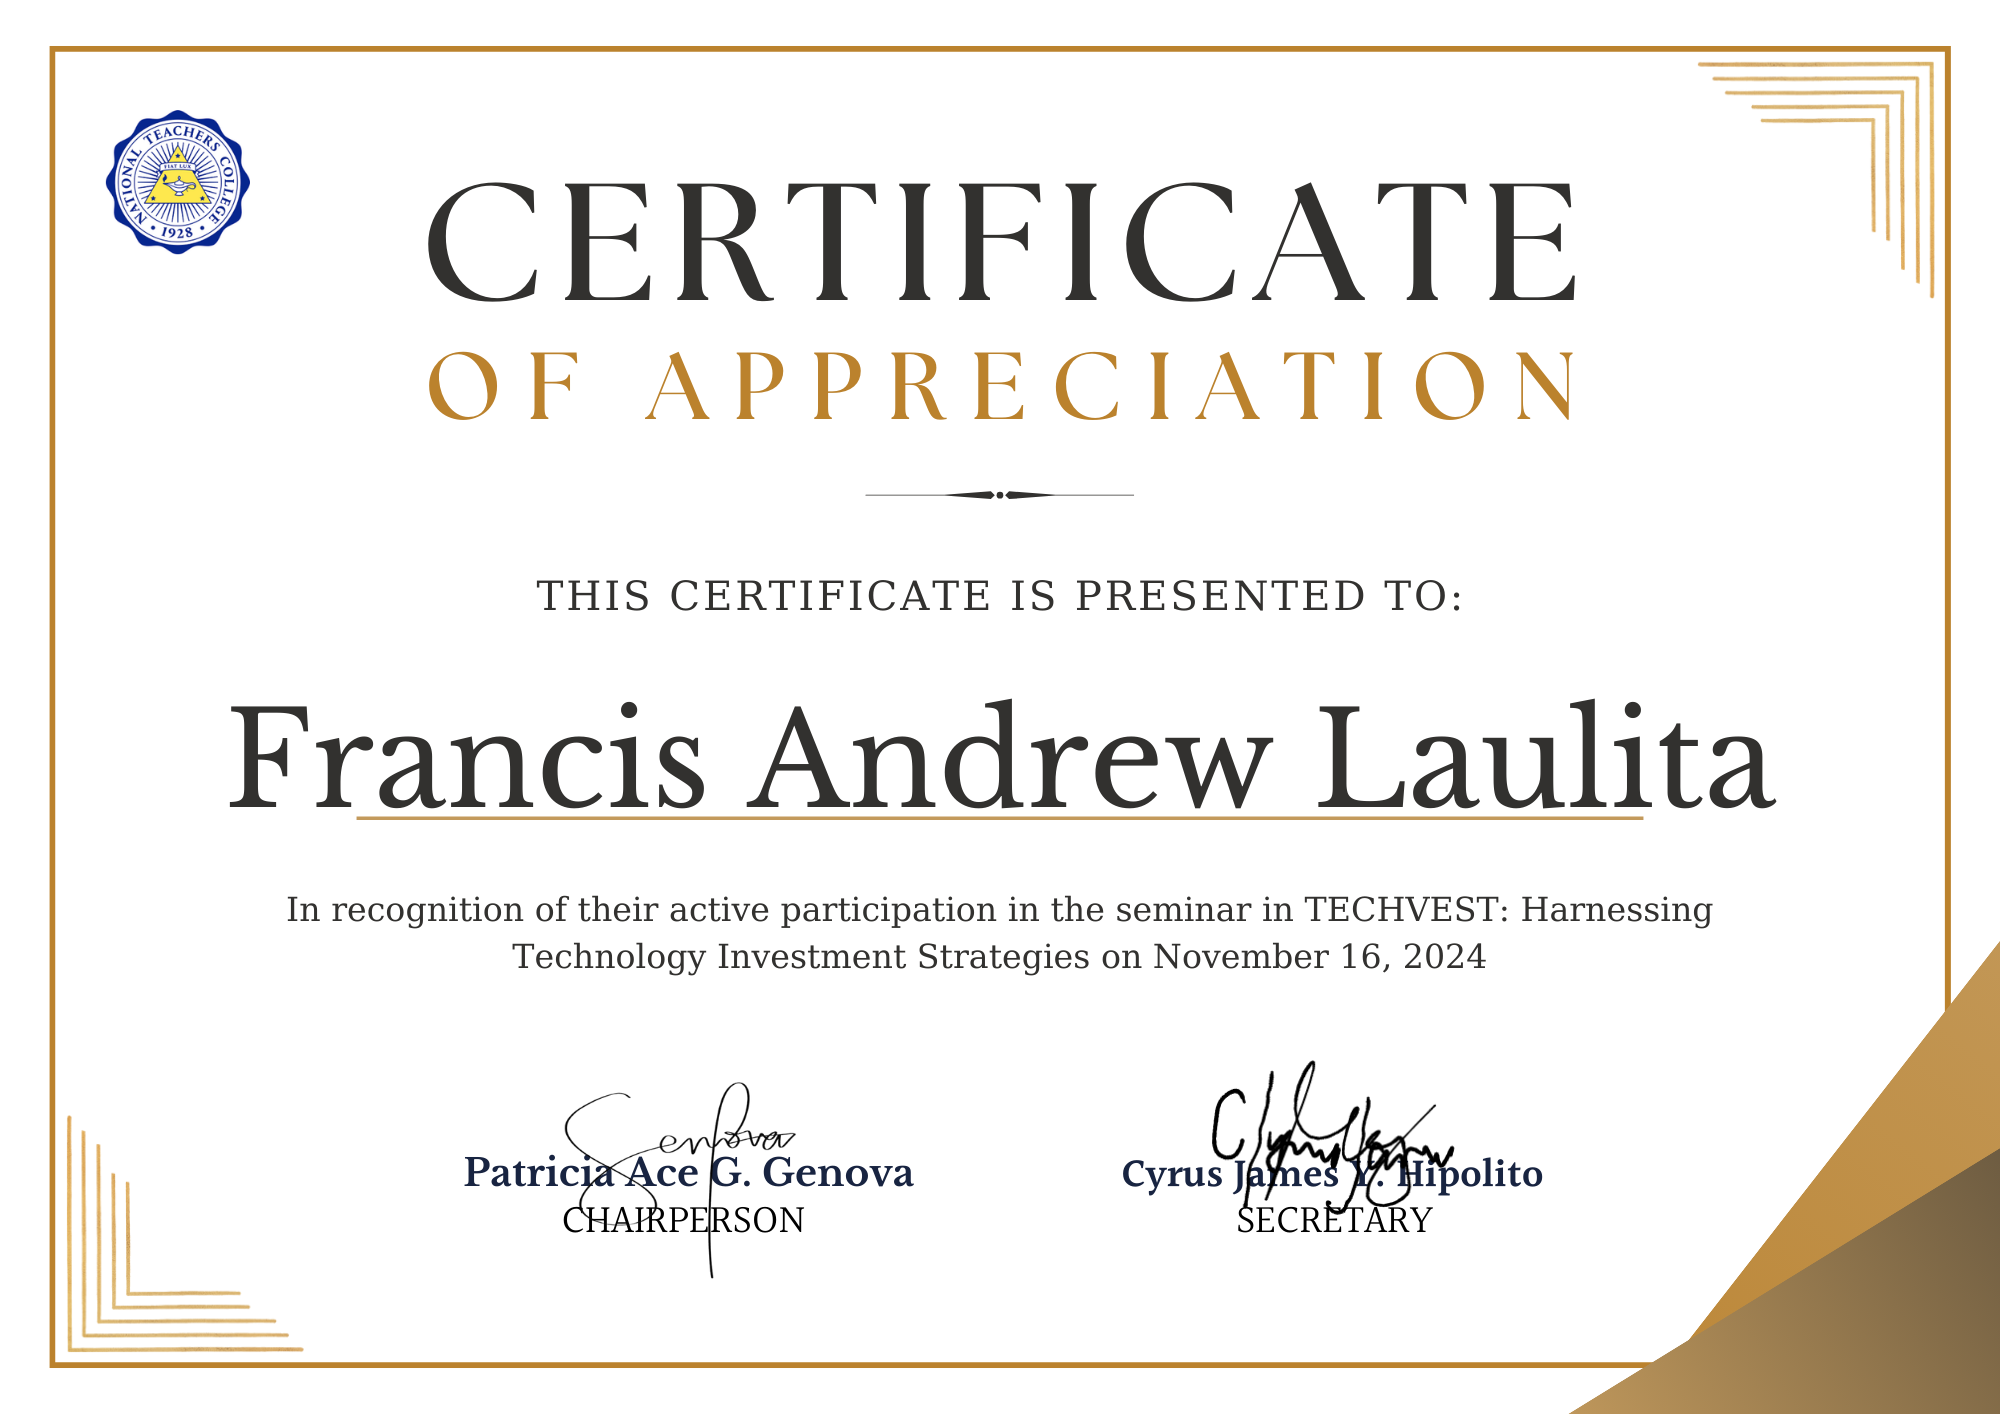 NATIONAL TEACHERS COLLEGE
FIAT LUX
• 1928 •
CERTIFICATE
OF APPRECIATION
THIS CERTIFICATE IS PRESENTED TO:
Francis Andrew Laulita
In recognition of their active participation in the seminar in TECHVEST: Harnessing
Technology Investment Strategies on November 16, 2024
Patricia Ace G. Genova
CHAIRPERSON
Cyrus James Y. Hipolito
SECRETARY